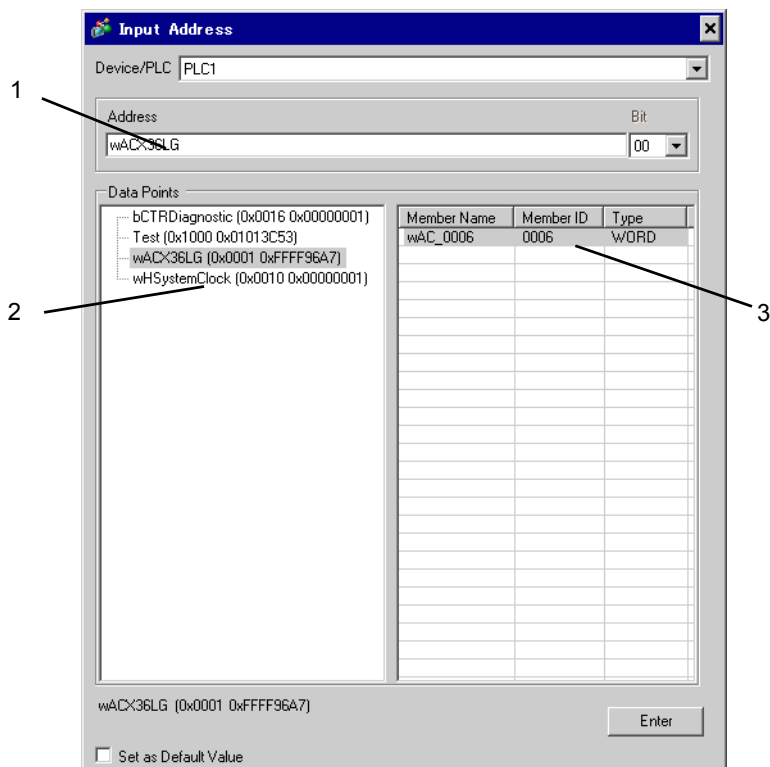 Input Address
Device/PLC PLC1
1
Address Bit
wACX36LG 00
Data Points
bCTRDiagnostic (0x0016 0x00000001)
Test (0x1000 0x01013C53)
wACX36LG (0x0001 0xFFFF96A7)
wHSystemClock (0x0010 0x00000001)
Member Name Member ID Type
wAC_0006 0006 WORD
2
3
wACX36LG (0x0001 0xFFFF96A7)
Enter
Set as Default Value